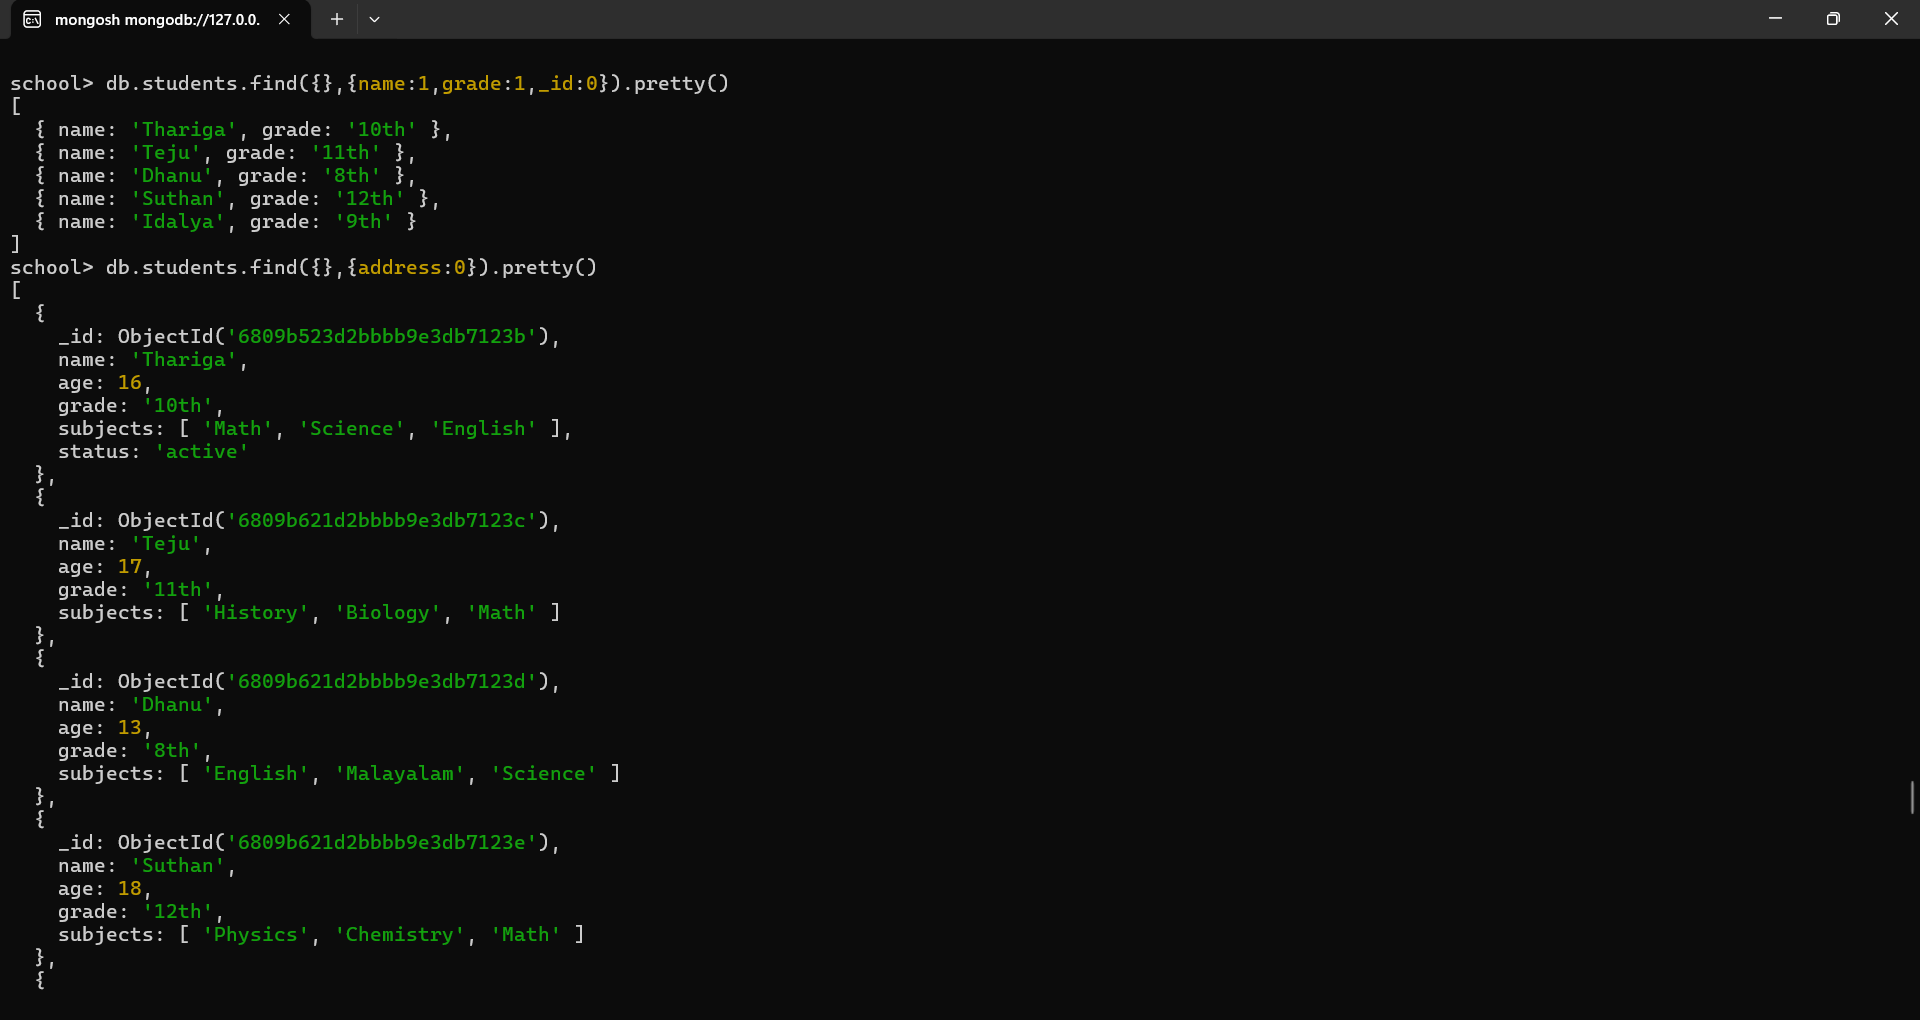 mongosh mongodb://127.0.0.
school> db.students.find({},{name:1,grade:1,_id:0}).pretty()
[
  { name: 'Thariga', grade: '10th' },
  { name: 'Teju', grade: '11th' },
  { name: 'Dhanu', grade: '8th' },
  { name: 'Suthan', grade: '12th' },
  { name: 'Idalya', grade: '9th' }
]
school> db.students.find({},{address:0}).pretty()
[
  {
    _id: ObjectId('6809b523d2bbbb9e3db7123b'),
    name: 'Thariga',
    age: 16,
    grade: '10th',
    subjects: [ 'Math', 'Science', 'English' ],
    status: 'active'
  },
  {
    _id: ObjectId('6809b621d2bbbb9e3db7123c'),
    name: 'Teju',
    age: 17,
    grade: '11th',
    subjects: [ 'History', 'Biology', 'Math' ]
  },
  {
    _id: ObjectId('6809b621d2bbbb9e3db7123d'),
    name: 'Dhanu',
    age: 13,
    grade: '8th',
    subjects: [ 'English', 'Malayalam', 'Science' ]
  },
  {
    _id: ObjectId('6809b621d2bbbb9e3db7123e'),
    name: 'Suthan',
    age: 18,
    grade: '12th',
    subjects: [ 'Physics', 'Chemistry', 'Math' ]
  },
  {